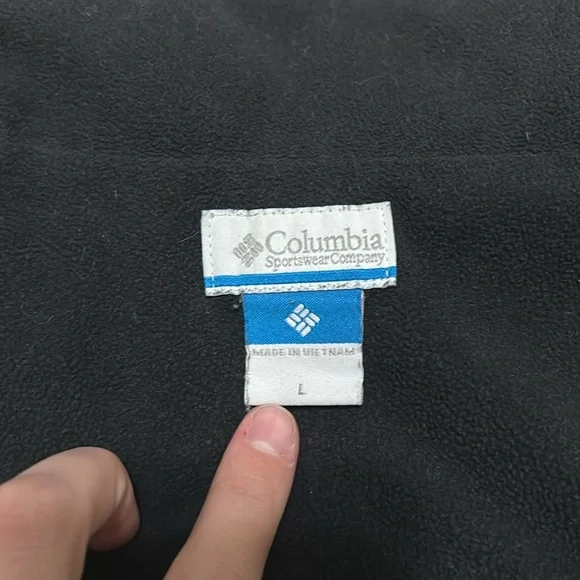 Columbia
Sportswear Company
MADE IN VIETNAM
L